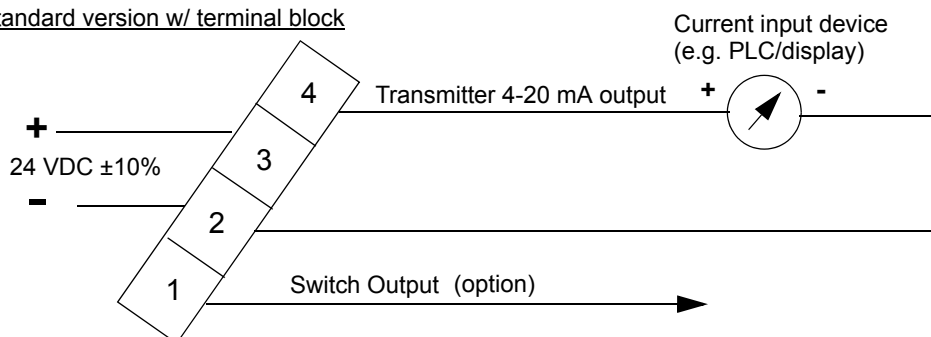 tandard version w/ terminal block
Current input device
(e.g. PLC/display)
4
Transmitter 4-20 mA output
+
-
+
3
24 VDC ±10%
-
2
1
Switch Output (option)